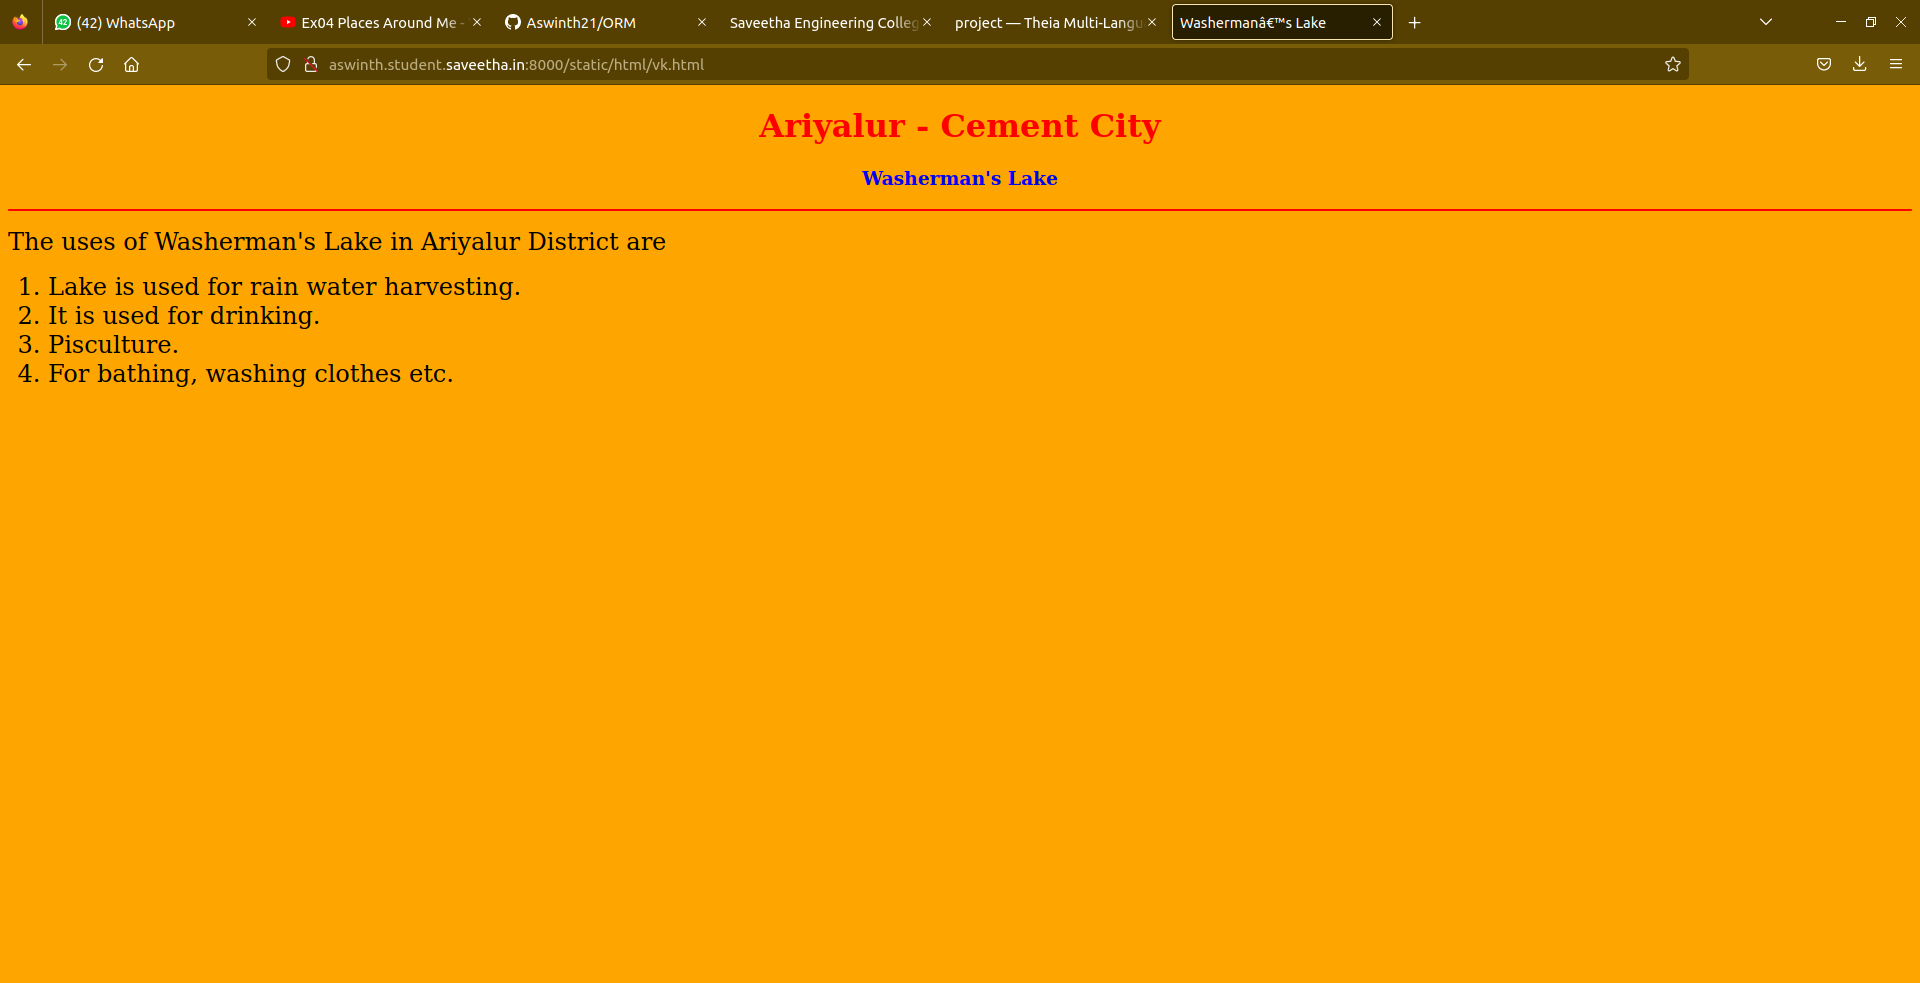 (42) WhatsApp
Ex04 Places Around Me -
Aswinth21/ORM
Saveetha Engineering Colleg
project — Theia Multi-Langu
Washermanâ€™s Lake
aswinth.student.saveetha.in:8000/static/html/vk.html
Ariyalur - Cement City
Washerman's Lake
The uses of Washerman's Lake in Ariyalur District are
1. Lake is used for rain water harvesting.
2. It is used for drinking.
3. Pisculture.
4. For bathing, washing clothes etc.